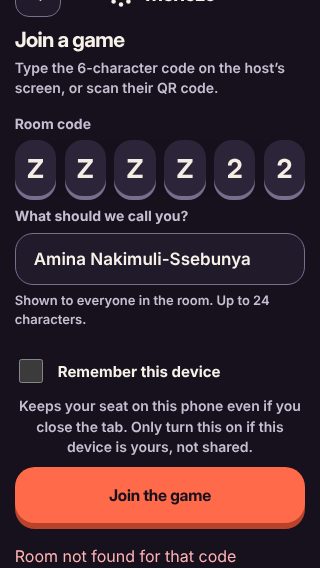 Join a game
Type the 6-character code on the host's
screen, or scan their QR code.
Room code
Z Z Z Z 2 2
What should we call you?
Amina Nakimuli-Ssebunya
Shown to everyone in the room. Up to 24
characters.
Remember this device
Keeps your seat on this phone even if you
close the tab. Only turn this on if this
device is yours, not shared.
Join the game
Room not found for that code